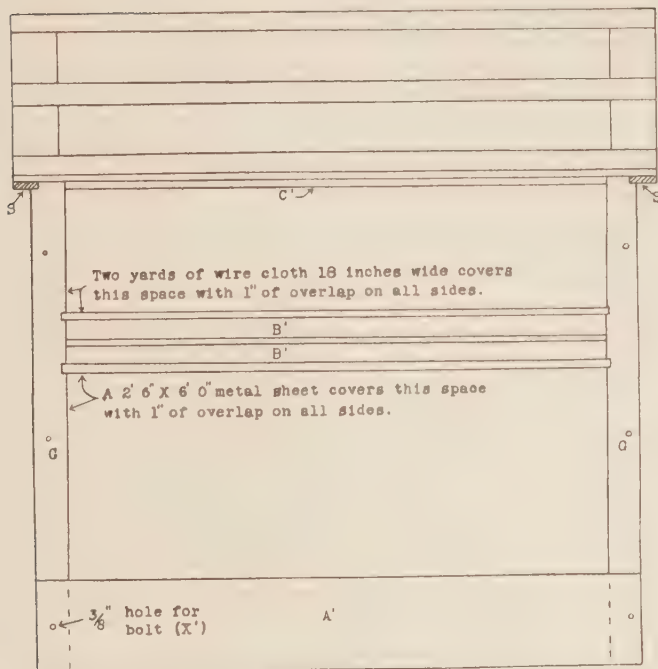 S
C'
S
Two yards of wire cloth 18 inches wide covers
this space with 1" of overlap on all sides.
B'
B'
A 2' 6" X 6' 0" metal sheet covers this space
with 1" of overlap on all sides.
G
G
3/8" hole for
bolt (X')
A'